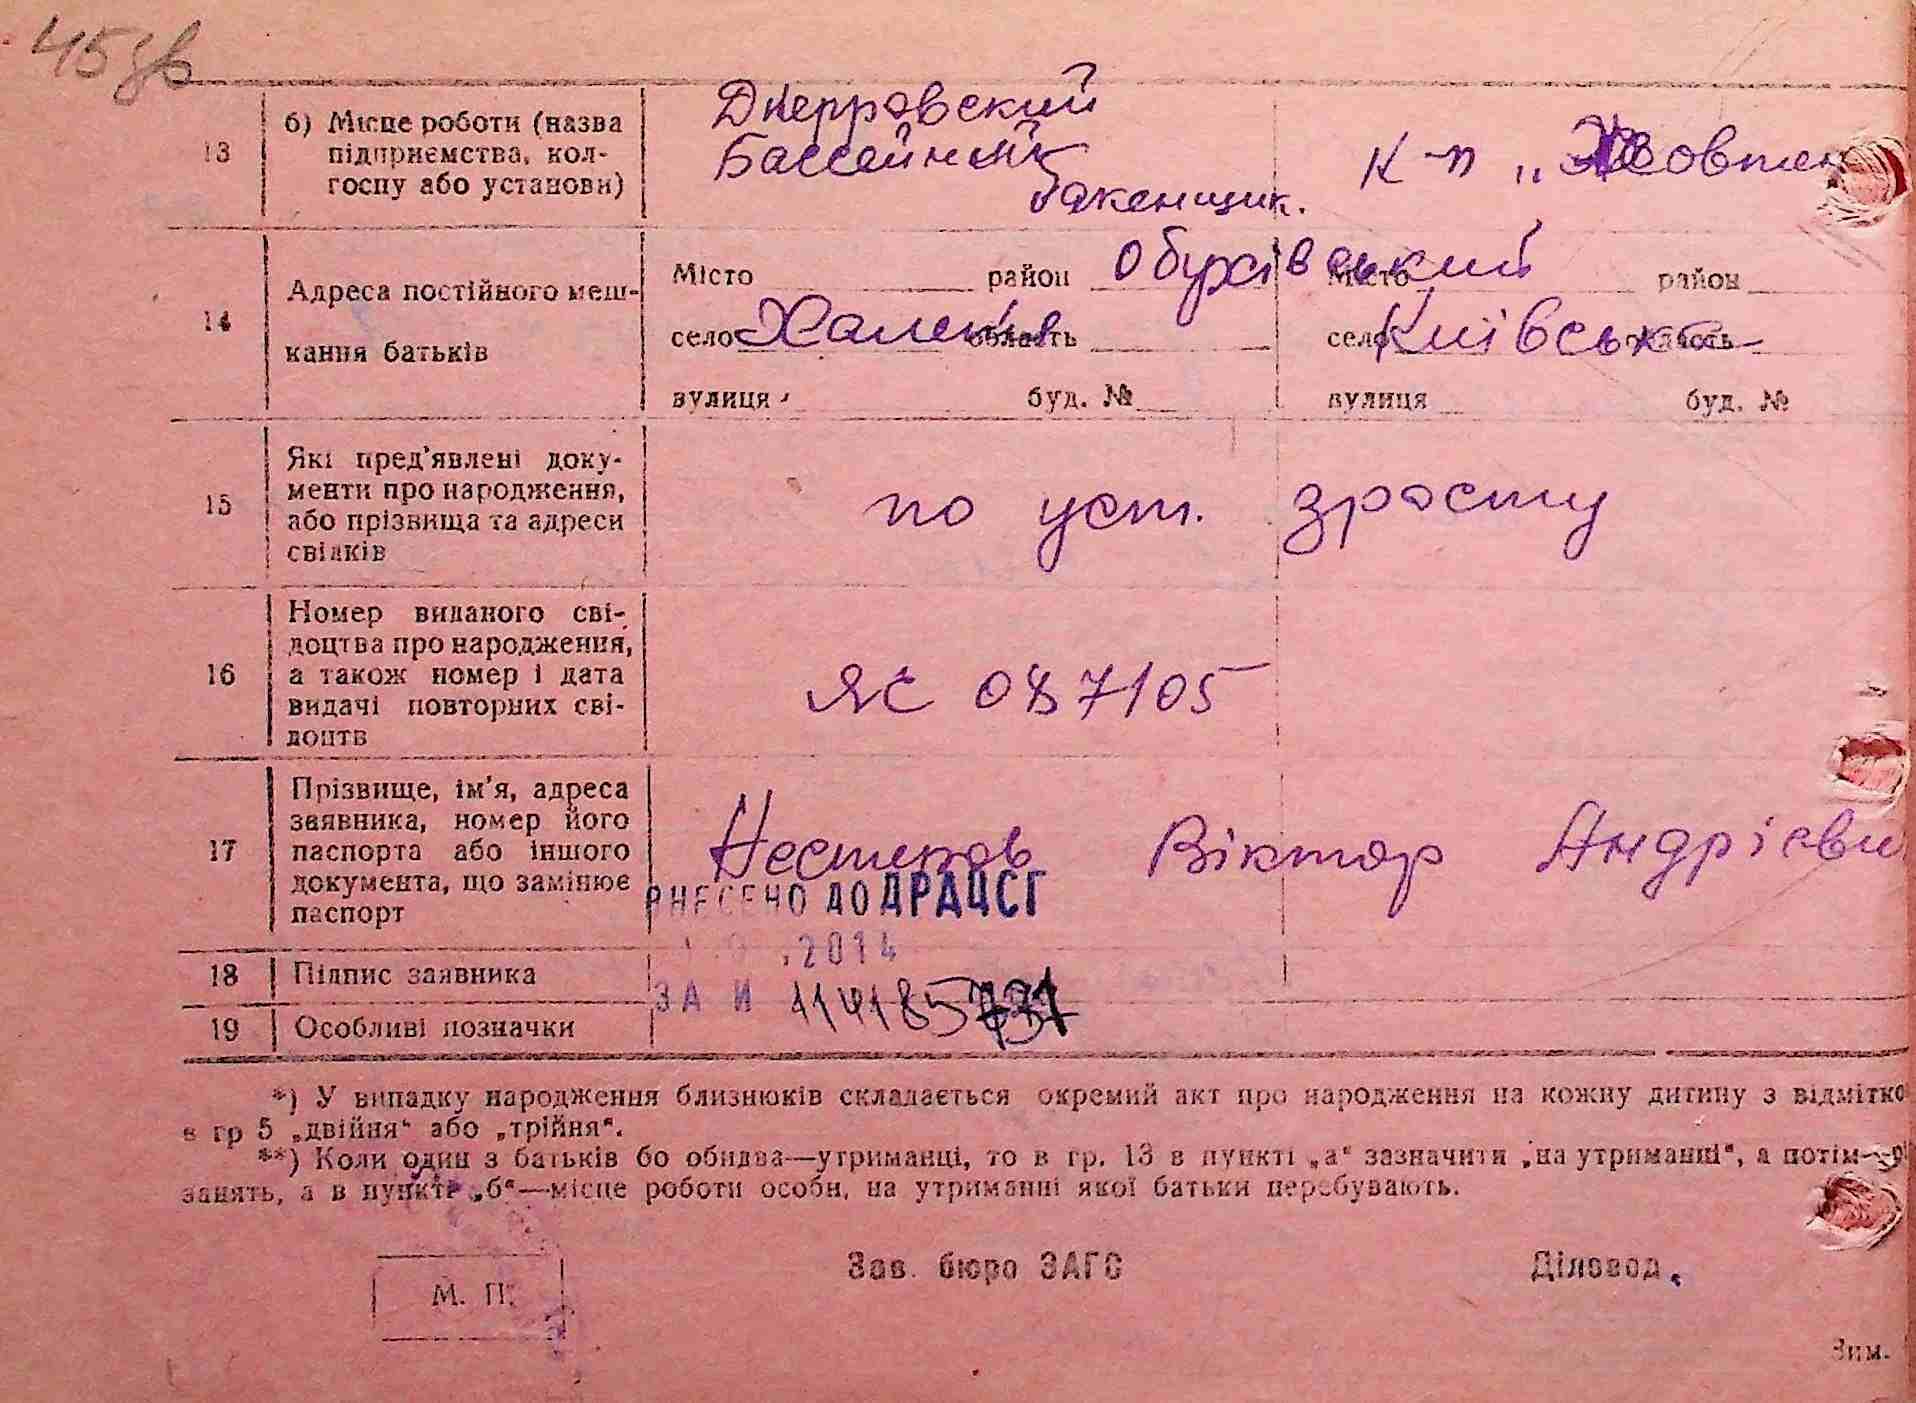 45 зв
13
б) Місце роботи (назва
підприємства, кол-
госпу або установи)
Днепровский
Бассейн
бакенщик.
к-п „Жовтен
14
Адреса постійного меш-
кання батьків
Місто район Обухівський
село Халеп'я область
вулиця буд. №
Місто район
село Київська область
вулиця буд. №
15
Які пред'явлені доку-
менти про народження,
або прізвища та адреси
свідків
по уст. зросту
16
Номер виданого сві-
доцтва про народження,
а також номер і дата
видачі повторних сві-
доцтв
ЯС 087105
17
Прізвище, ім'я, адреса
заявника, номер його
паспорта або іншого
документа, що замінює
паспорт
Нестеров Віктор Андрієви
ВНЕСЕНО ДО ДРАЦСГ
.2014
18
Підпис заявника
ЗА №
19
Особливі позначки
*) У випадку народження близнюків складається окремий акт про народження на кожну дитину з відмітко
в гр 5 „двійня“ або „трійня“.
**) Коли один з батьків бо обидва—утриманці, то в гр. 13 в пункті „а“ зазначити „на утриманні“, а потім—р
занять, а в пункті „б“—місце роботи особи, на утриманні якої батьки перебувають.
М. П.
Зав. бюро ЗАГС
Діловод
Зим.